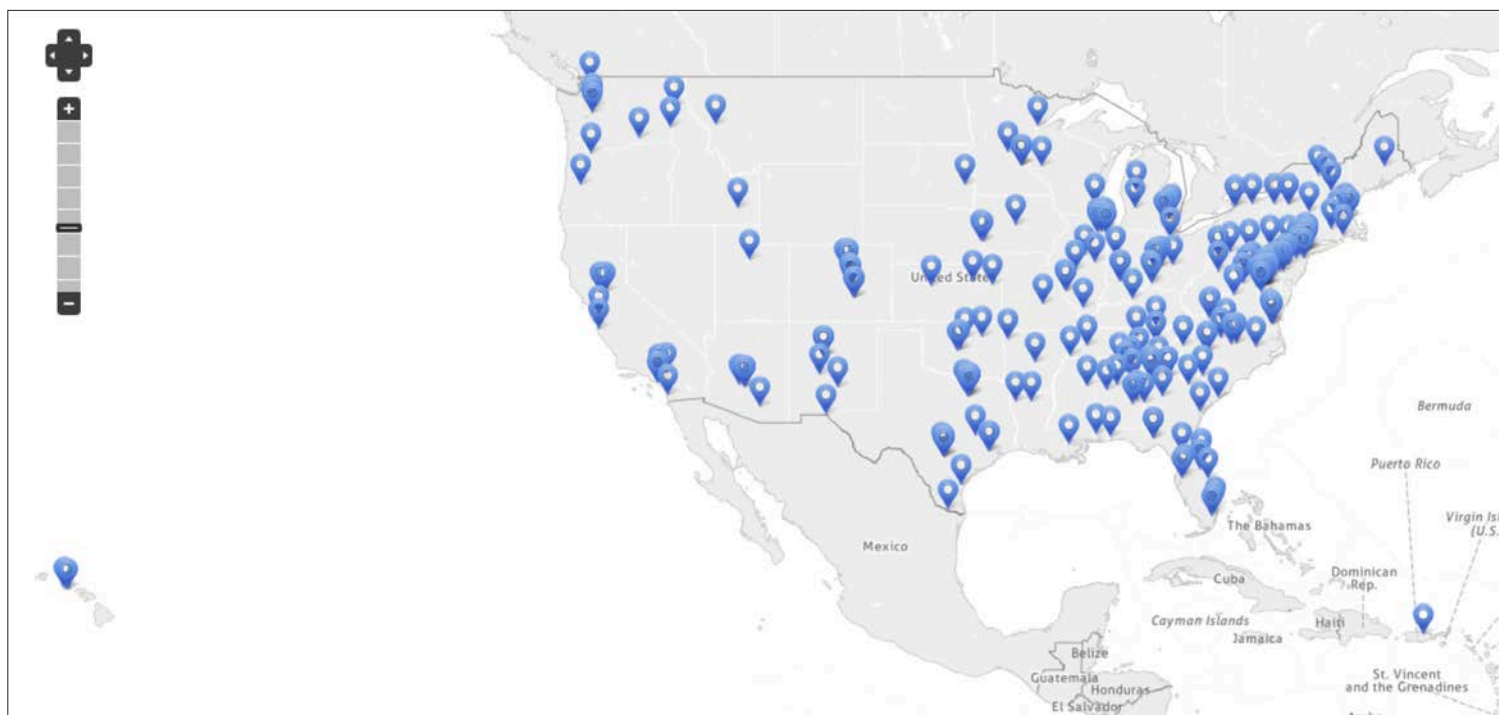 +
United State
−
Bermuda
Puerto Rico
Virgin Isl
(U.S.
The Bahamas
Mexico
Cuba
Dominican
Rep.
Cayman Islands
Haiti
Jamaica
Belize
Guatemala
Honduras
El Salvador
St. Vincent
and the Grenadines